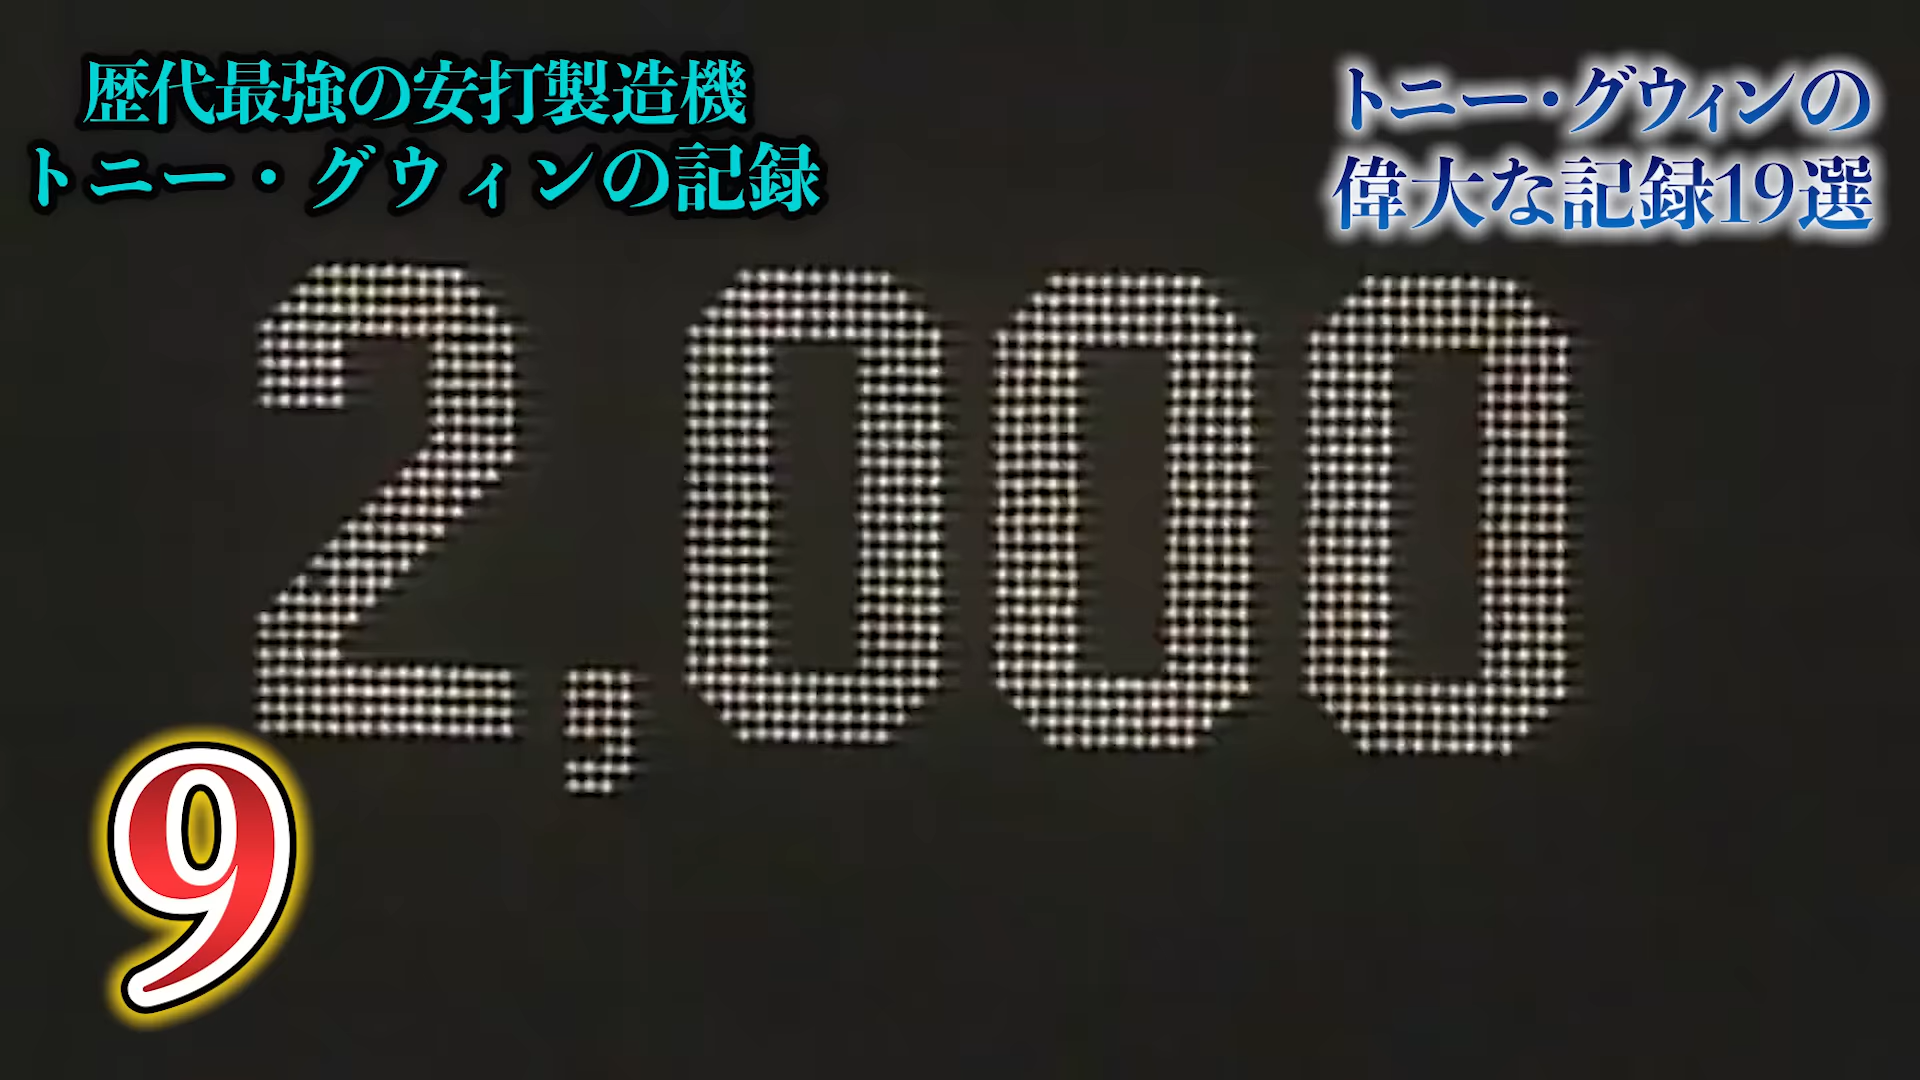 歴代最強の安打製造機
トニー・グウィンの記録
トニー・グウィンの
偉大な記録19選
2,000
9